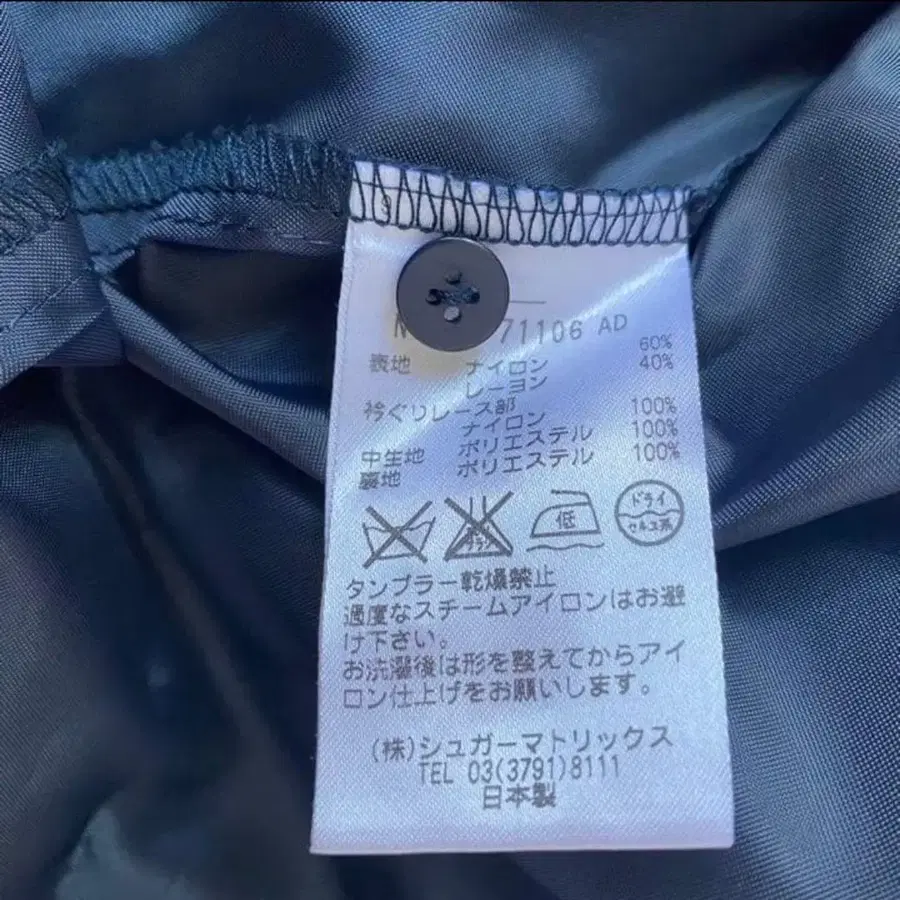 71106 AD
表地 ナイロン 60%
レーヨン 40%
衿ぐりレース部
ナイロン 100%
中生地 ポリエステル 100%
裏地 ポリエステル 100%
低
ドライ
セルユ系
タンブラー乾燥禁止
過度なスチームアイロンはお避
け下さい。
お洗濯後は形を整えてからアイ
ロン仕上げをお願いします。
(株)シュガーマトリックス
TEL 03(3791)8111
日本製